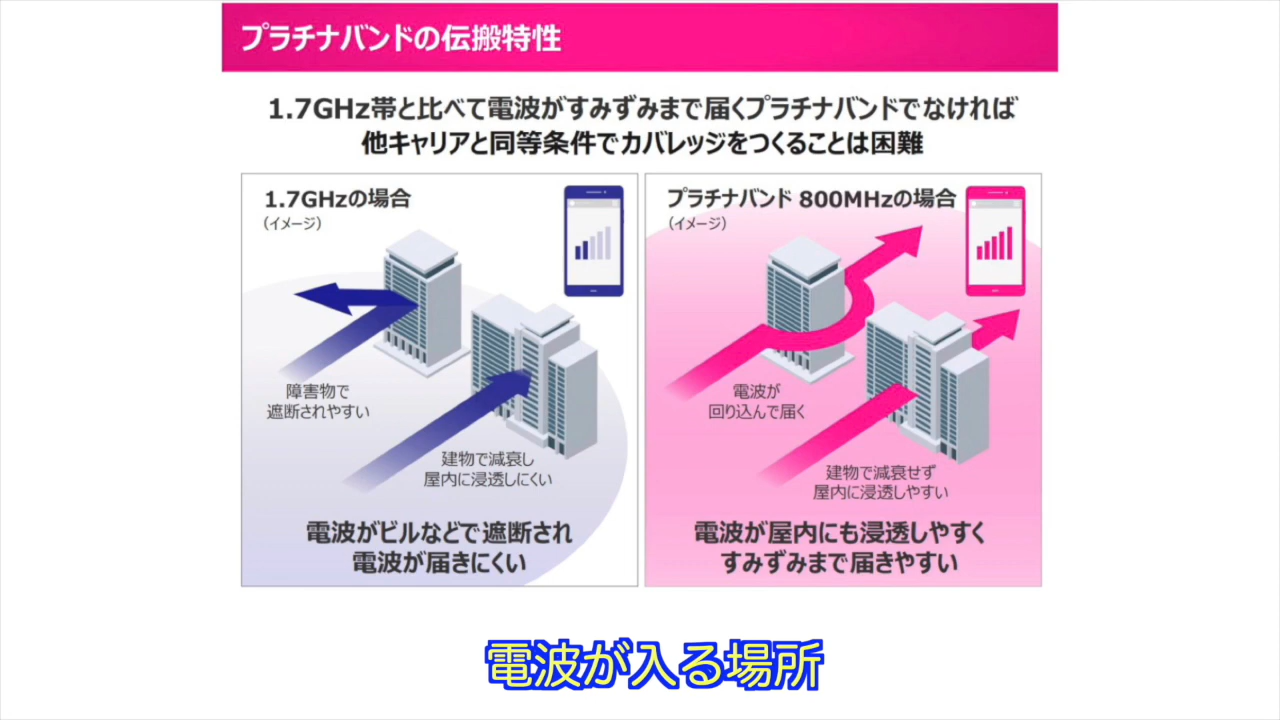 プラチナバンドの伝搬特性
1.7GHz帯と比べて電波がすみずみまで届くプラチナバンドでなければ
他キャリアと同等条件でカバレッジをつくることは困難
1.7GHzの場合
（イメージ）
障害物で
遮断されやすい
建物で減衰し
屋内に浸透しにくい
電波がビルなどで遮断され
電波が届きにくい
プラチナバンド 800MHzの場合
（イメージ）
電波が
回り込んで届く
建物で減衰せず
屋内に浸透しやすい
電波が屋内にも浸透しやすく
すみずみまで届きやすい
電波が入る場所